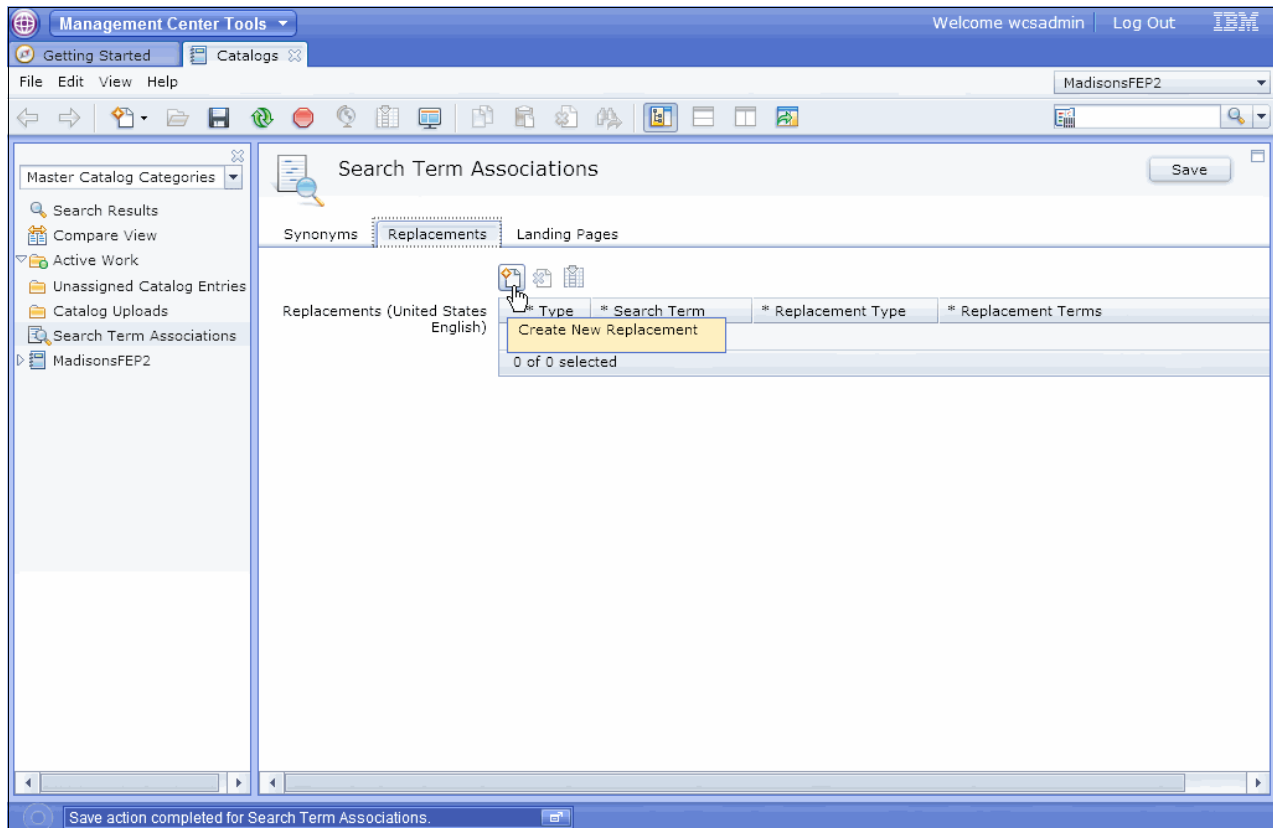 Management Center Tools
Welcome wcsadmin
Log Out
IBM
Getting Started
Catalogs
File Edit View Help
MadisonsFEP2
Master Catalog Categories
Search Results
Compare View
Active Work
Unassigned Catalog Entries
Catalog Uploads
Search Term Associations
MadisonsFEP2
Search Term Associations
Save
Synonyms
Replacements
Landing Pages
Replacements (United States
English)
* Type
* Search Term
* Replacement Type
* Replacement Terms
Create New Replacement
0 of 0 selected
Save action completed for Search Term Associations.